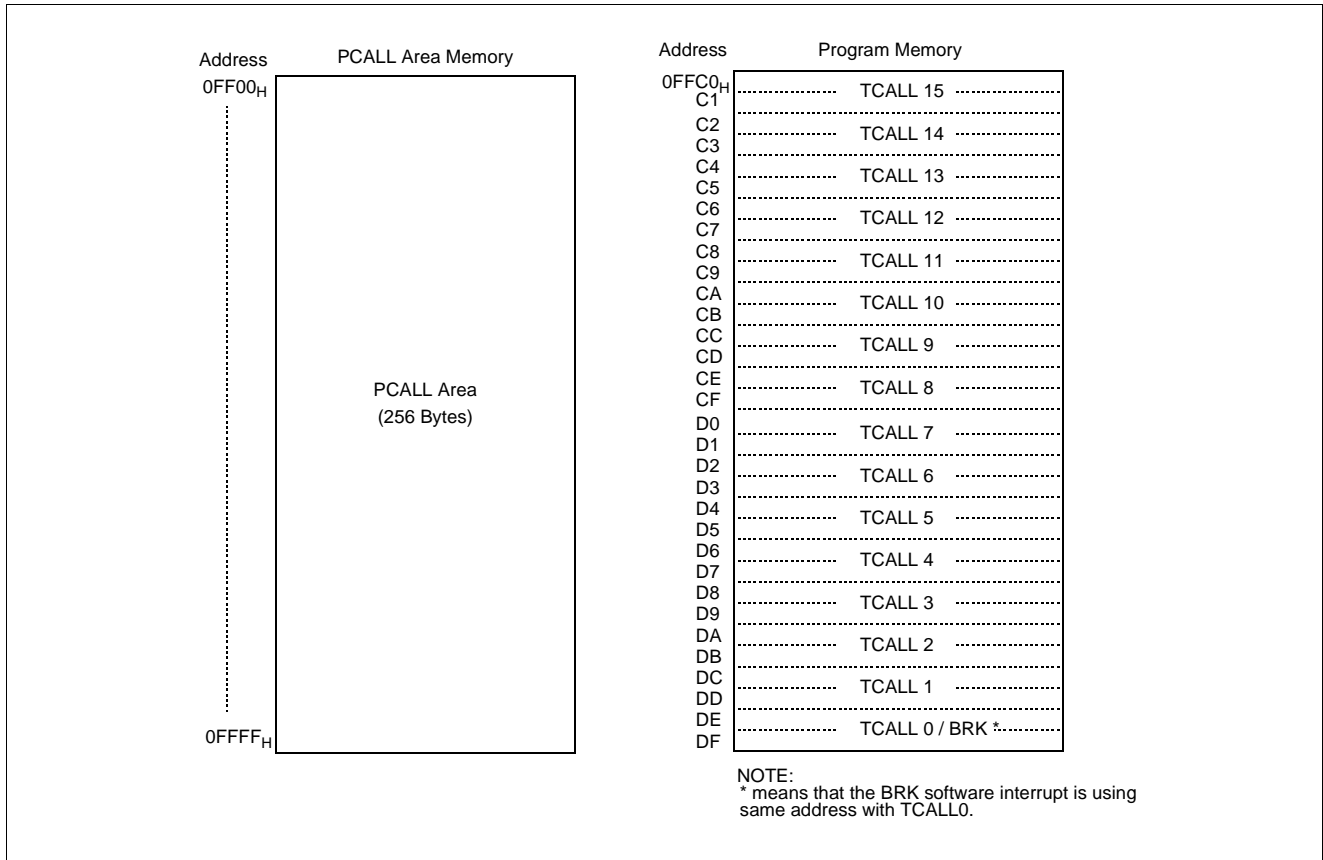 Address PCALL Area Memory
0FF00H
PCALL Area
(256 Bytes)
0FFFFH
Address Program Memory
0FFC0H
C1
TCALL 15
C2
C3
TCALL 14
C4
C5
TCALL 13
C6
C7
TCALL 12
C8
C9
TCALL 11
CA
CB
TCALL 10
CC
CD
TCALL 9
CE
CF
TCALL 8
D0
D1
TCALL 7
D2
D3
TCALL 6
D4
D5
TCALL 5
D6
D7
TCALL 4
D8
D9
TCALL 3
DA
DB
TCALL 2
DC
DD
TCALL 1
DE
DF
TCALL 0 / BRK *
NOTE:
* means that the BRK software interrupt is using
same address with TCALL0.